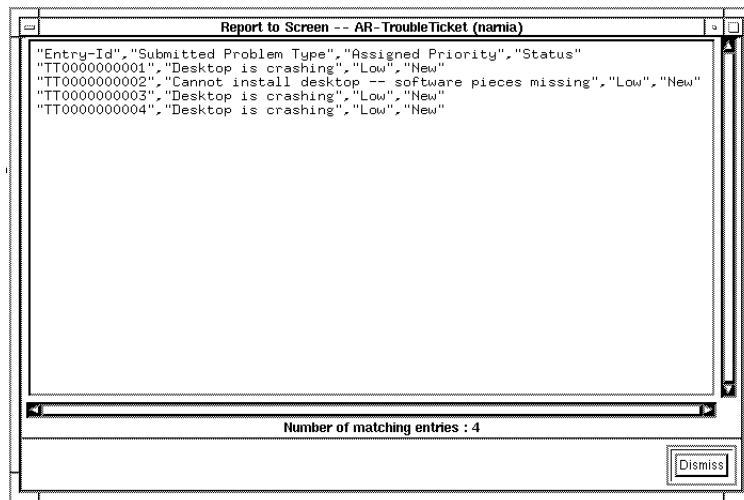 Report to Screen -- AR-TroubleTicket (narnia)
"Entry-Id","Submitted Problem Type","Assigned Priority","Status"
"TT0000000001","Desktop is crashing","Low","New"
"TT0000000002","Cannot install desktop -- software pieces missing","Low","New"
"TT0000000003","Desktop is crashing","Low","New"
"TT0000000004","Desktop is crashing","Low","New"
Number of matching entries : 4
Dismiss